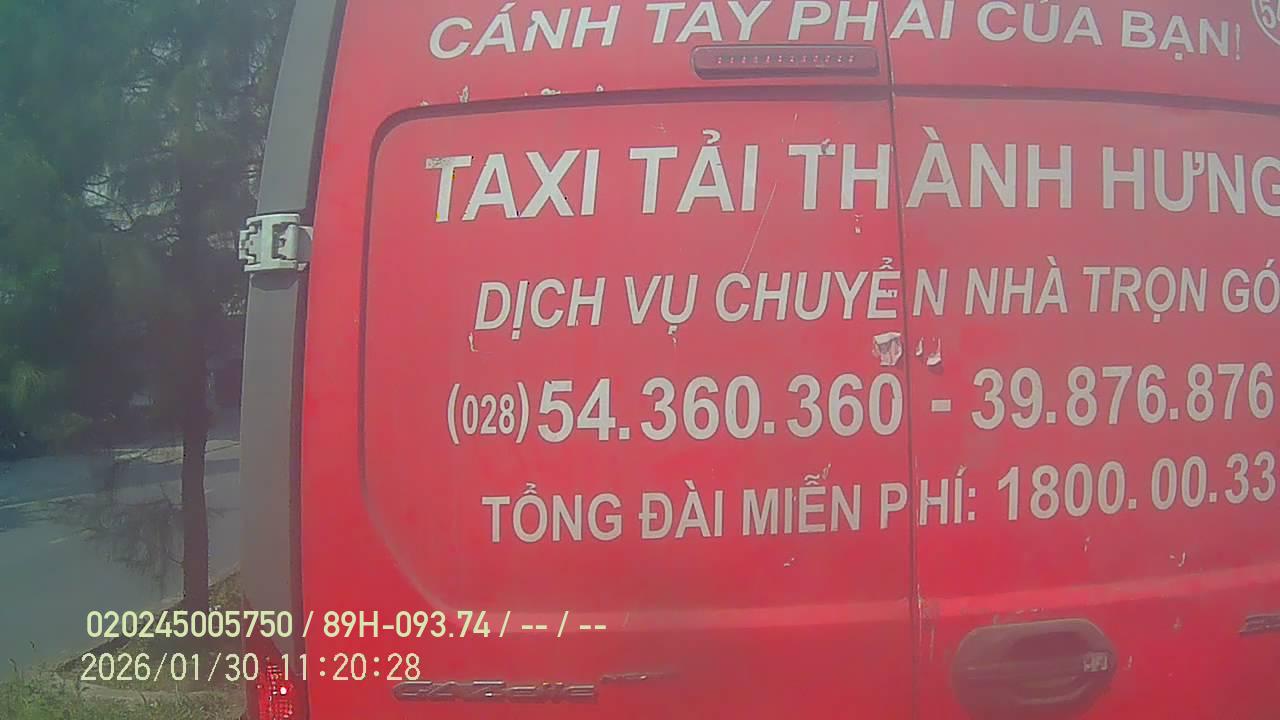 CÁNH TAY PHẢI CỦA BẠN!
TAXI TẢI THÀNH HƯNG
DỊCH VỤ CHUYỂN NHÀ TRỌN GÓ
(028) 54.360.360 - 39.876.876
TỔNG ĐÀI MIỄN PHÍ: 1800.00.33
020245005750 / 89H-093.74 / -- / --
2026/01/30 11:20:28
GAZelle